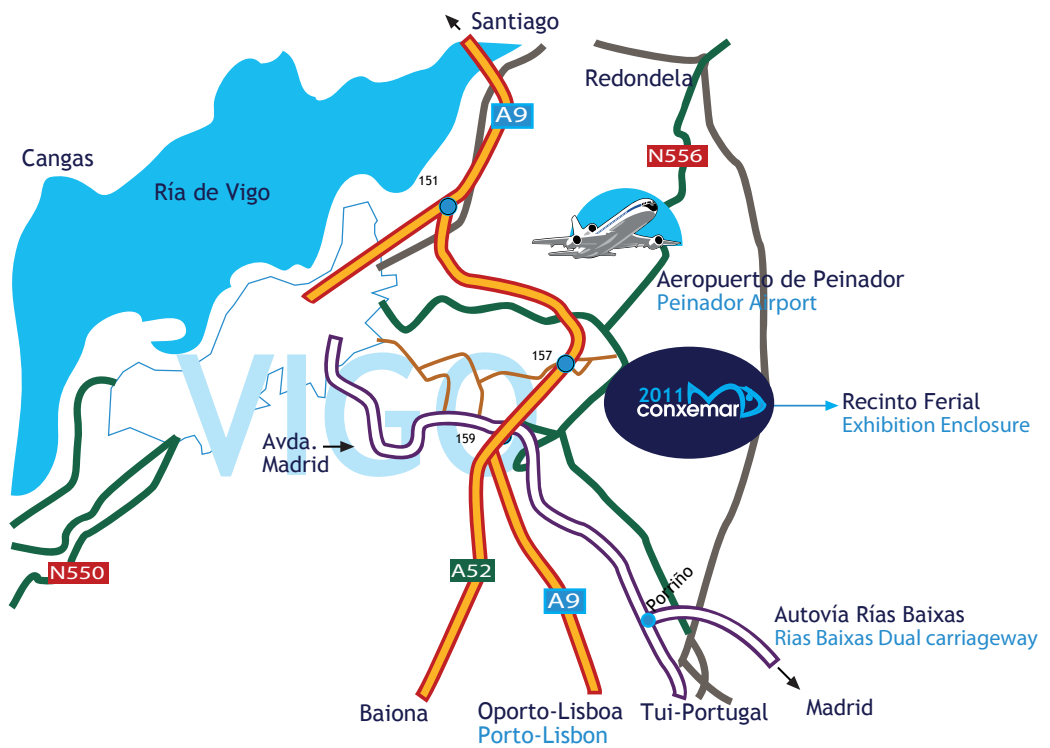 Santiago
Redondela
A9
N556
Cangas
151
Ría de Vigo
Aeropuerto de Peinador
Peinador Airport
157
VIGO
2011
conxemar
Recinto Ferial
Exhibition Enclosure
Avda.
Madrid
159
N550
A52
A9
Porriño
Autovía Rías Baixas
Rias Baixas Dual carriageway
Baiona
Oporto-Lisboa
Porto-Lisbon
Tui-Portugal
Madrid